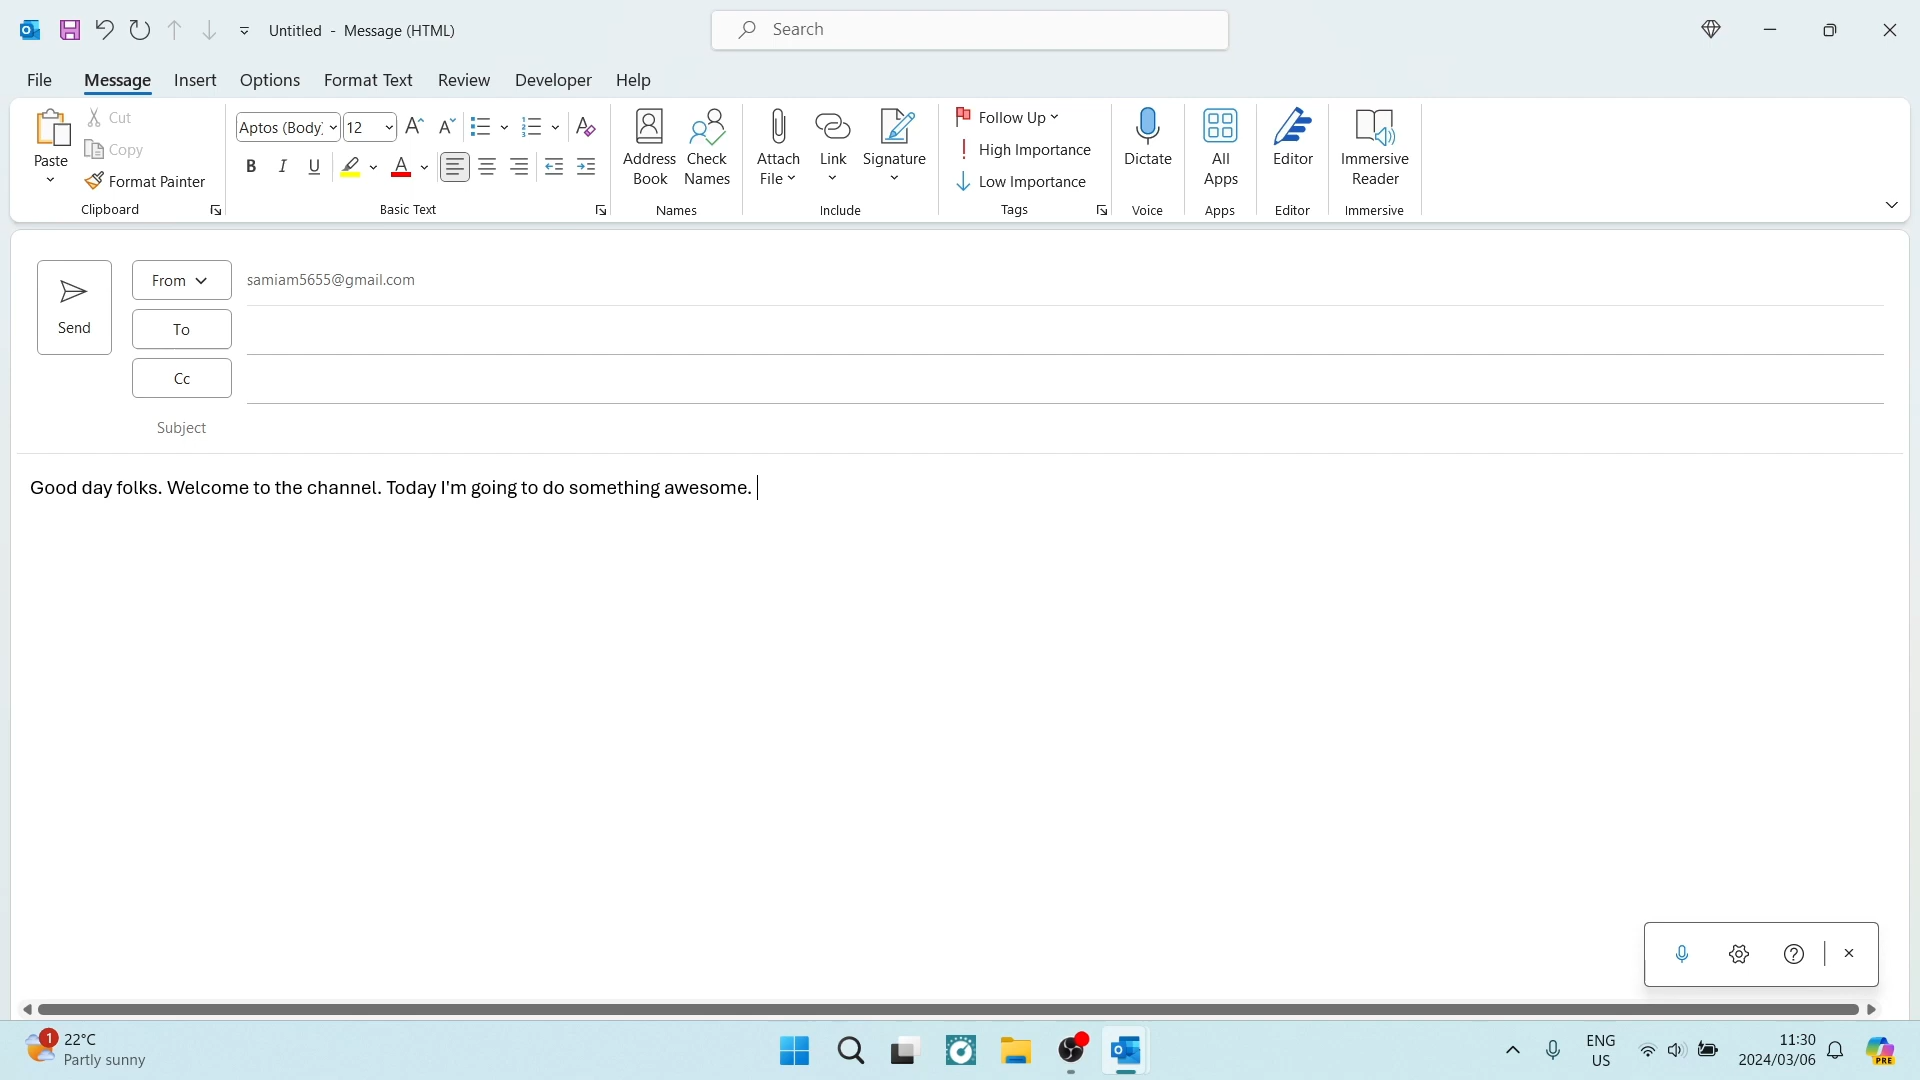 Untitled - Message (HTML)
Search
File Message Insert Options Format Text Review Developer Help
Paste
Cut
Copy
Format Painter
Clipboard
Aptos (Body) 12
B I U
Basic Text
Address Book
Check Names
Names
Attach File
Link
Signature
Include
Follow Up
High Importance
Low Importance
Tags
Dictate
Voice
All Apps
Apps
Editor
Editor
Immersive Reader
Immersive
Send
From samiam5655@gmail.com
To
Cc
Subject
Good day folks. Welcome to the channel. Today I'm going to do something awesome.
1
22°C
Partly sunny
ENG
US
11:30
2024/03/06
PRE